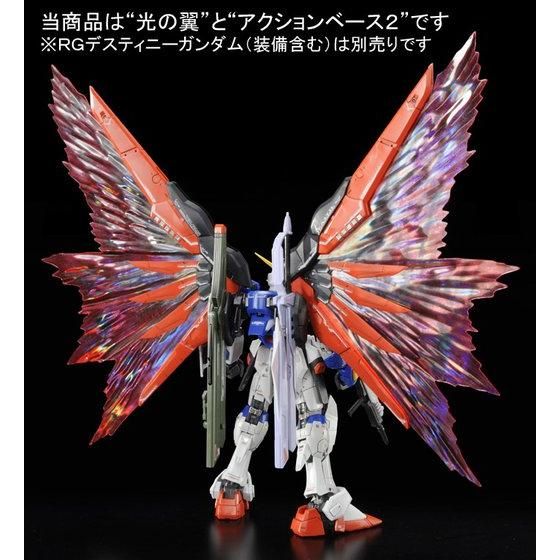 当商品は“光の翼”と“アクションベース2”です
※RGデスティニーガンダム（装備含む）は別売りです